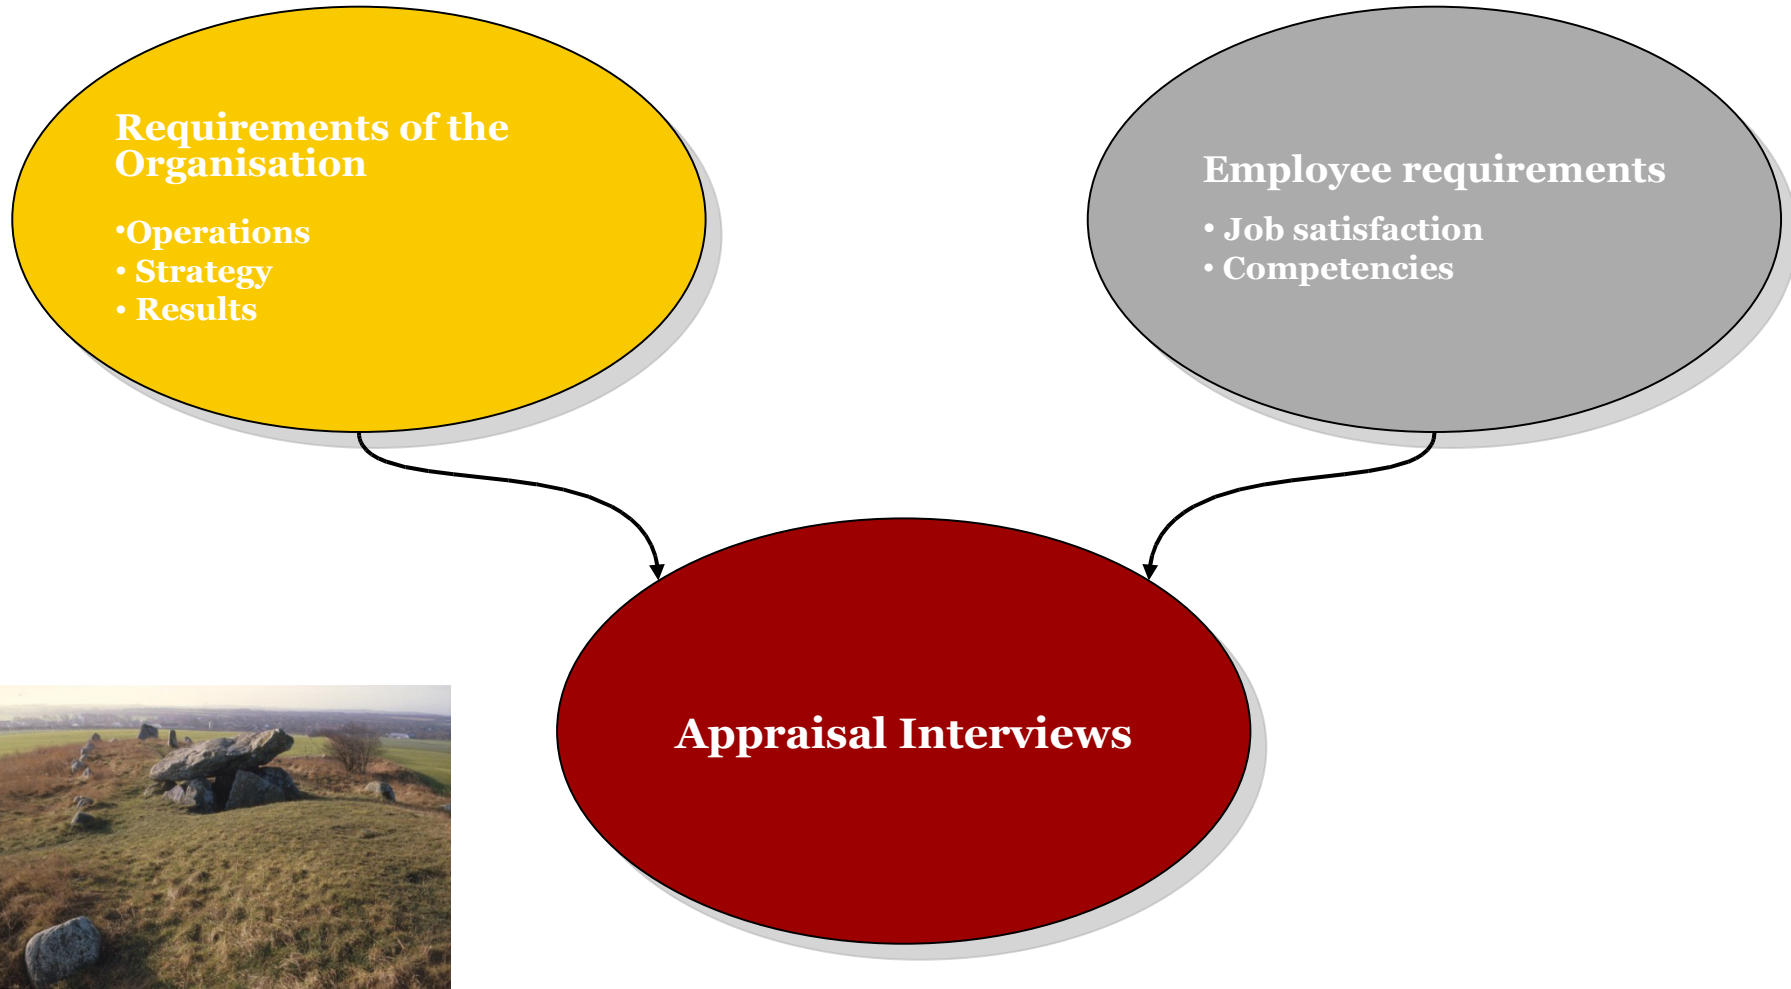 Requirements of the
Organisation
•Operations
• Strategy
• Results
Employee requirements
• Job satisfaction
• Competencies
Appraisal Interviews